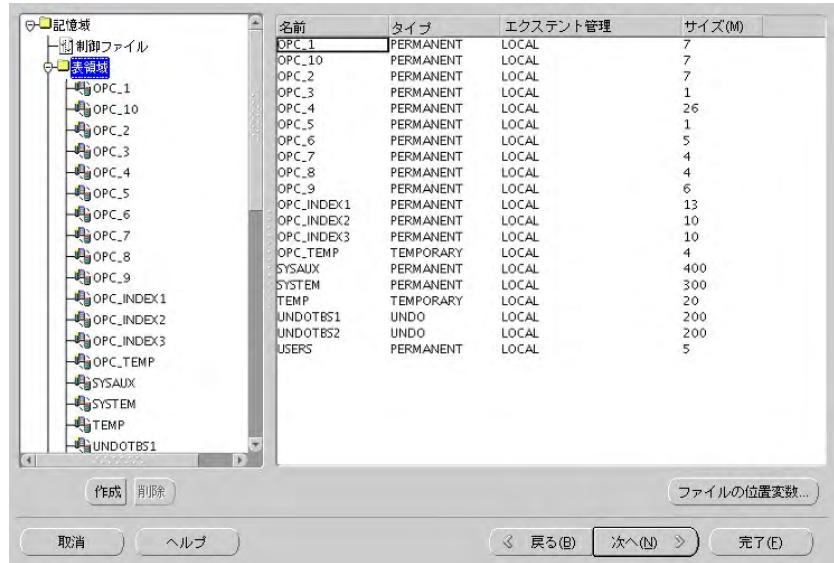 記憶域
制御ファイル
表領域
OPC_1
OPC_10
OPC_2
OPC_3
OPC_4
OPC_5
OPC_6
OPC_7
OPC_8
OPC_9
OPC_INDEX1
OPC_INDEX2
OPC_INDEX3
OPC_TEMP
SYSAUX
SYSTEM
TEMP
UNDOTBS1
名前 タイプ エクステント管理 サイズ(M)
OPC_1 PERMANENT LOCAL 7
OPC_10 PERMANENT LOCAL 7
OPC_2 PERMANENT LOCAL 7
OPC_3 PERMANENT LOCAL 1
OPC_4 PERMANENT LOCAL 26
OPC_5 PERMANENT LOCAL 1
OPC_6 PERMANENT LOCAL 5
OPC_7 PERMANENT LOCAL 4
OPC_8 PERMANENT LOCAL 4
OPC_9 PERMANENT LOCAL 6
OPC_INDEX1 PERMANENT LOCAL 13
OPC_INDEX2 PERMANENT LOCAL 10
OPC_INDEX3 PERMANENT LOCAL 10
OPC_TEMP TEMPORARY LOCAL 4
SYSAUX PERMANENT LOCAL 400
SYSTEM PERMANENT LOCAL 300
TEMP TEMPORARY LOCAL 20
UNDOTBS1 UNDO LOCAL 200
UNDOTBS2 UNDO LOCAL 200
USERS PERMANENT LOCAL 5
作成 削除 ファイルの位置変数...
取消 ヘルプ 戻る(B) 次へ(N) 完了(F)